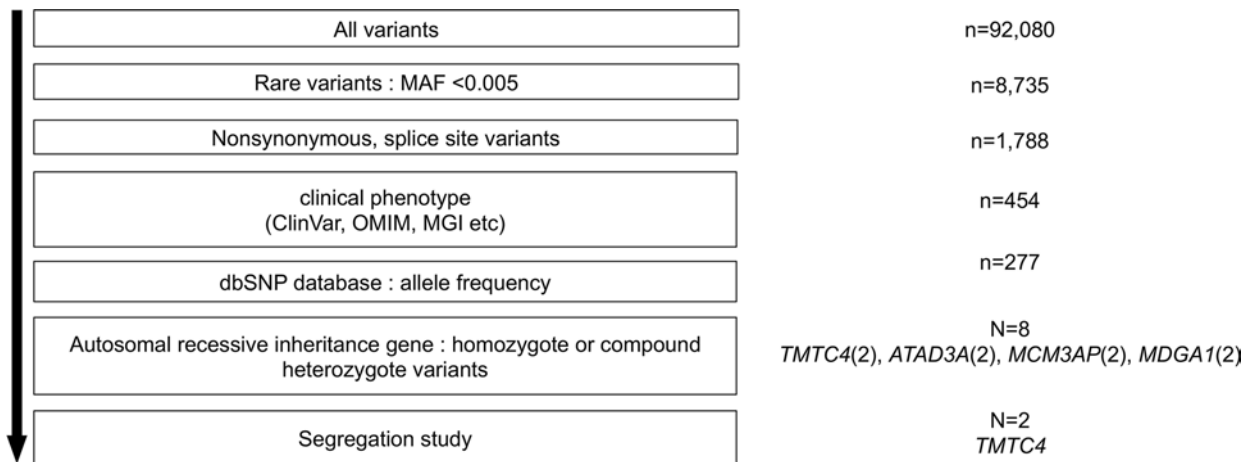 All variants
n=92,080
Rare variants : MAF <0.005
n=8,735
Nonsynonymous, splice site variants
n=1,788
clinical phenotype
(ClinVar, OMIM, MGI etc)
n=454
dbSNP database : allele frequency
n=277
Autosomal recessive inheritance gene : homozygote or compound
heterozygote variants
N=8
TMTC4(2), ATAD3A(2), MCM3AP(2), MDGA1(2)
Segregation study
N=2
TMTC4